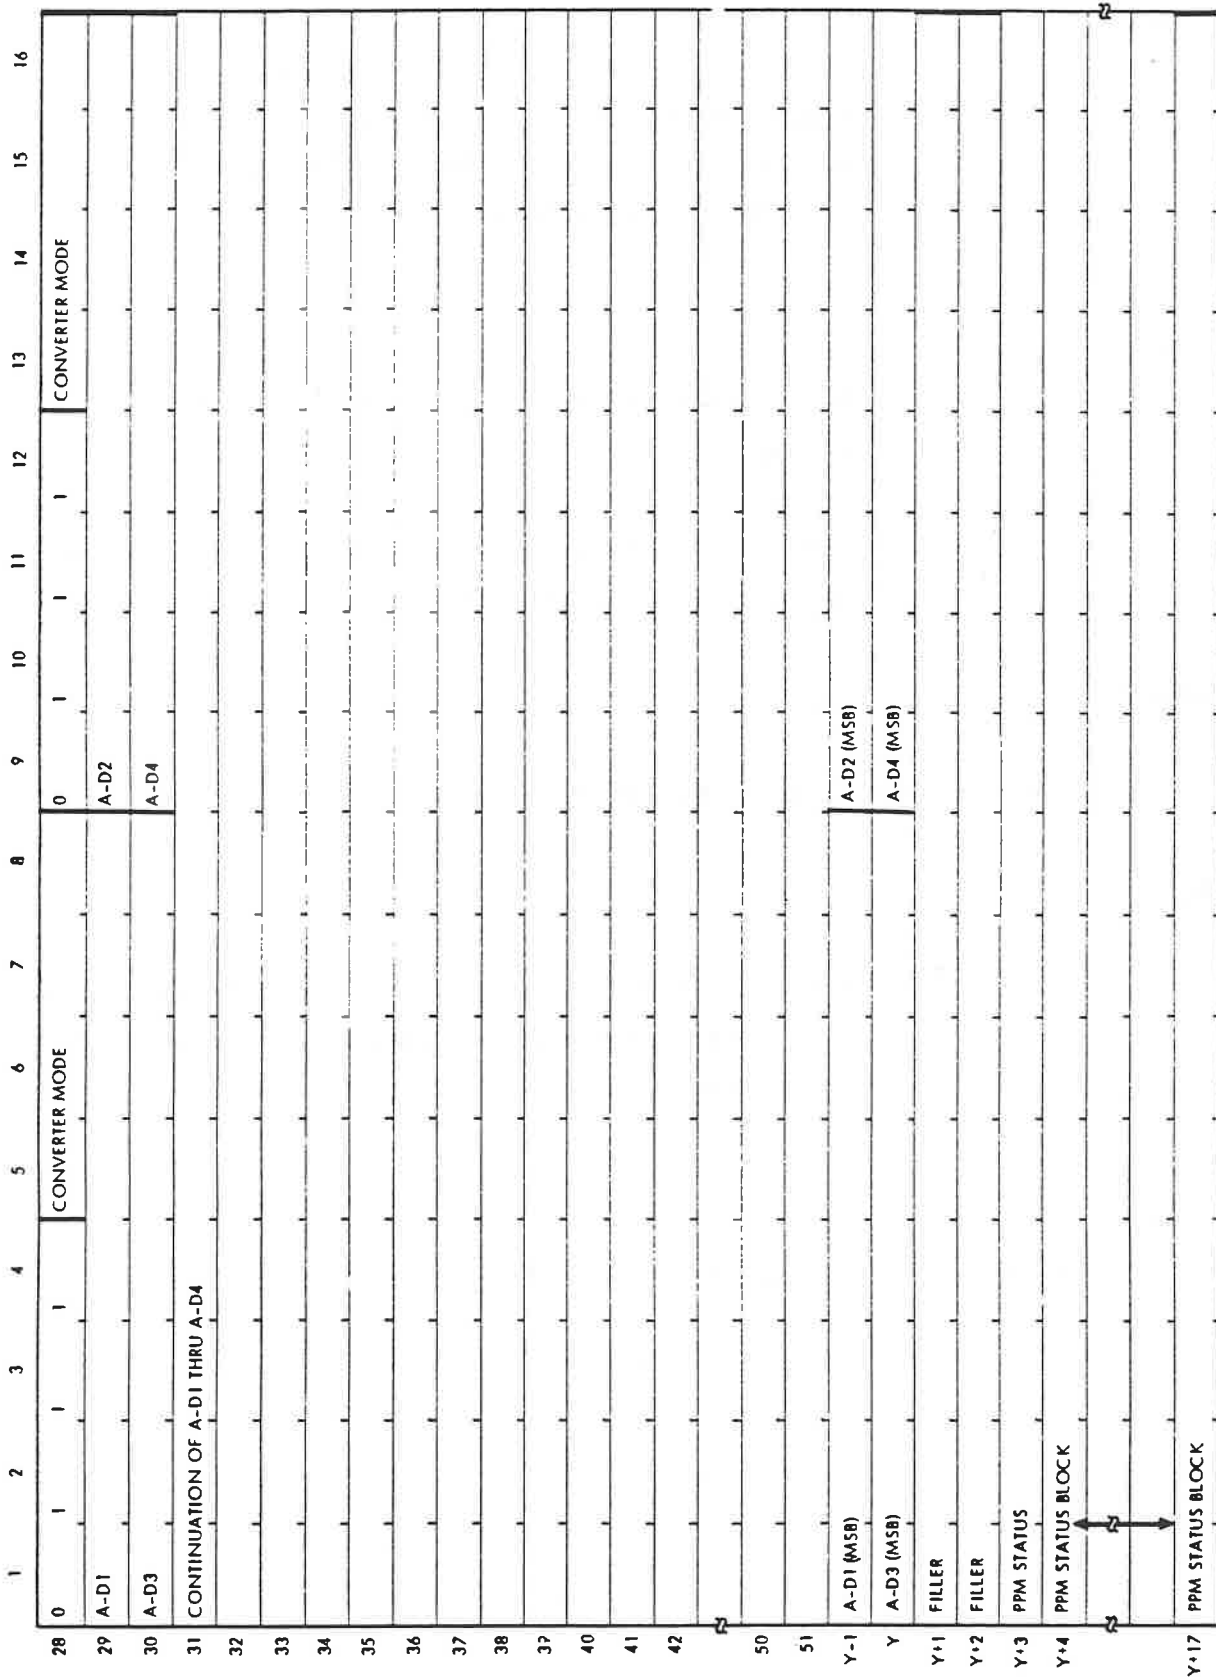 1 2 3 4 5 6 7 8 9 10 11 12 13 14 15 16
28 0 1 1 1 CONVERTER MODE 0 1 1 1 CONVERTER MODE
29 A-D1 A-D2
30 A-D3 A-D4
31 CONTINUATION OF A-D1 THRU A-D4
32
33
34
35
36
37
38
39
40
41
42
50
51
Y-1 A-D1 (MSB) A-D2 (MSB)
Y A-D3 (MSB) A-D4 (MSB)
Y+1 FILLER
Y+2 FILLER
Y+3 PPM STATUS
Y+4 PPM STATUS BLOCK
Y+17 PPM STATUS BLOCK